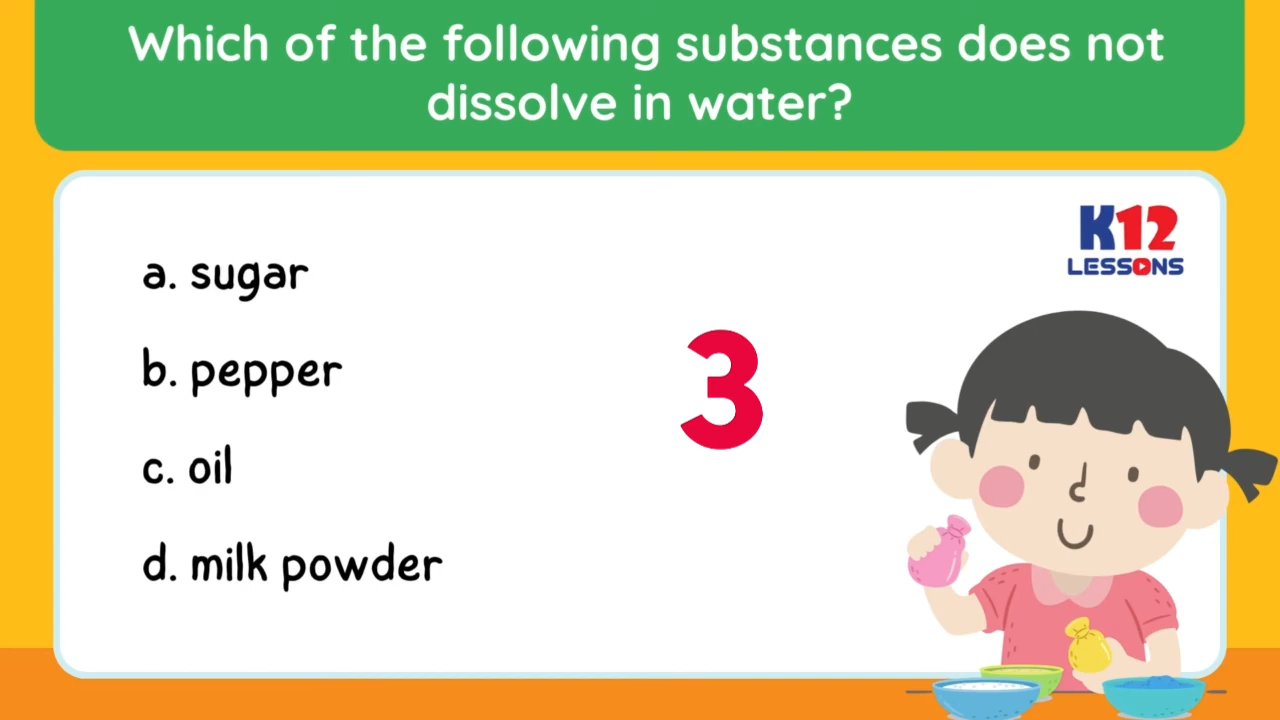 Which of the following substances does not
dissolve in water?
K12
LESSONS
a. sugar
b. pepper
3
c. oil
d. milk powder